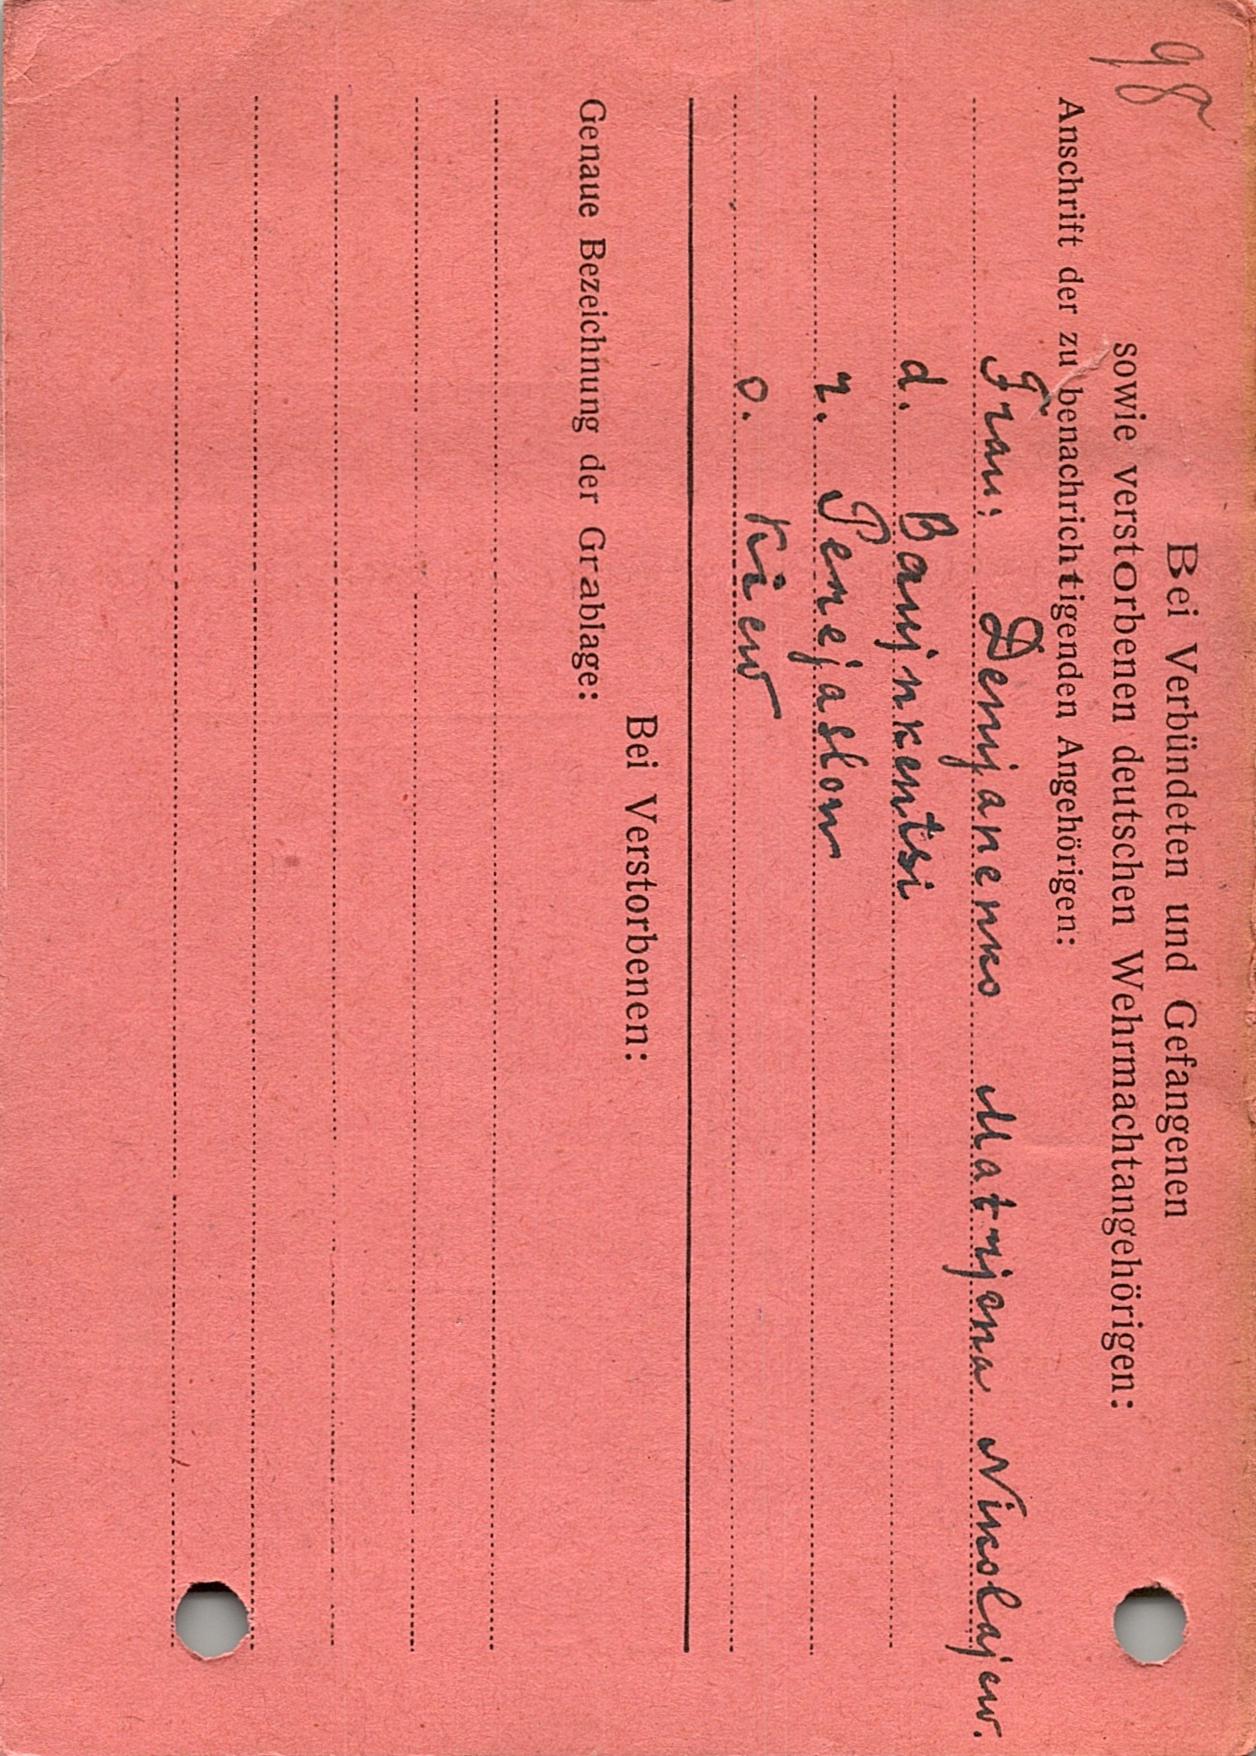 98
Bei Verbündeten und Gefangenen
sowie verstorbenen deutschen Wehrmachtangehörigen:
Anschrift der zu benachrichtigenden Angehörigen:
Frau: Demjanenko Matrjona Nikolajew.
d. Banjnkentsi
r. Perejaslow
o. Kiew
Bei Verstorbenen:
Genaue Bezeichnung der Grablage: